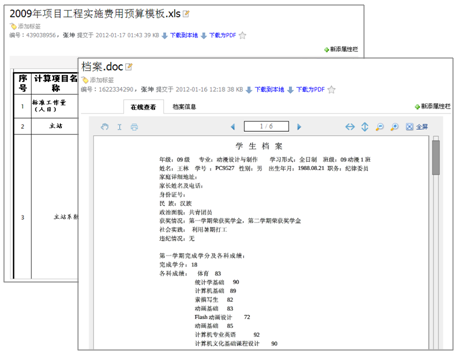 2009年项目工程实施费用预算模板.xls
添加标签
编号：439038956，张坤 提交于 2012-01-17 01:43 39 KB 下载到本地 下载为PDF
新添属性栏
序号
计算项目名称
1
标准工作量（人日）
2
立站
3
立站系
档案.doc
添加标签
编号：1622334290，张坤 提交于 2012-01-16 12:18 38 KB 下载到本地 下载为PDF
在线查看 档案信息
新添属性栏
1 / 8
全屏
学 生 档 案
年级：09 级 专业：动漫设计与制作 学习形式：全日制 班级：09 动漫 1 班
姓名：王林 学号：PC9527 性别：男 出生年月：1988.08.21 职务：纪律委员
家庭详细地址：
家长姓名及电话：
身份证号：
民 族：汉族
政治面貌：共青团员
获奖情况：第一学期荣获奖学金，第二学期荣获奖学金
社会实践： 利用暑期打工
违纪情况：无
第一学期完成学分及各科成绩：
完成学分：18
各科成绩： 体育 83
统计学基础 90
计算机基础 89
素描写生 82
动画基础 83
Flash 动画设计 72
动画基础 85
计算机专业英语 92
计算机文化基础课程设计 90